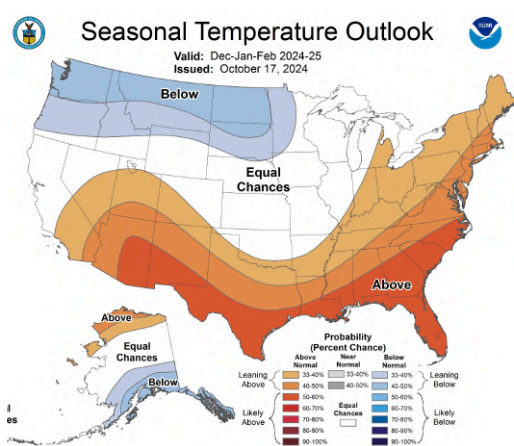 Seasonal Temperature Outlook
NOAA
Valid: Dec-Jan-Feb 2024-25
Issued: October 17, 2024
Below
Equal
Chances
Above
Above
Equal
Chances
Below
Probability
(Percent Chance)
Above
Normal
Near
Normal
Below
Normal
Leaning
Above
33-40%
40-50%
33-40%
40-50%
33-40%
40-50%
Leaning
Below
Likely
Above
50-60%
60-70%
70-80%
80-90%
90-100%
Equal
Chances
50-60%
60-70%
70-80%
80-90%
90-100%
Likely
Below